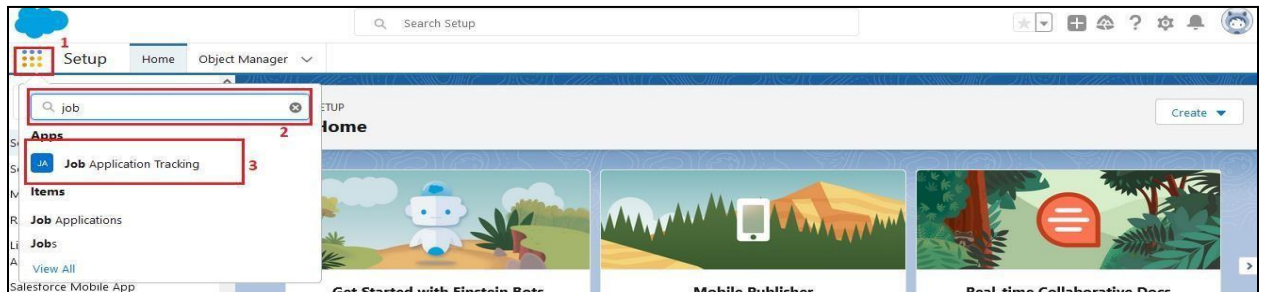 Search Setup
1
Setup Home Object Manager
job
2
SETUP
Home
Create
Apps
JA Job Application Tracking
3
Items
Job Applications
Jobs
View All
Salesforce Mobile App
Get Started with Einstein Bots
Mobile Publisher
Real-time Collaborative Docs